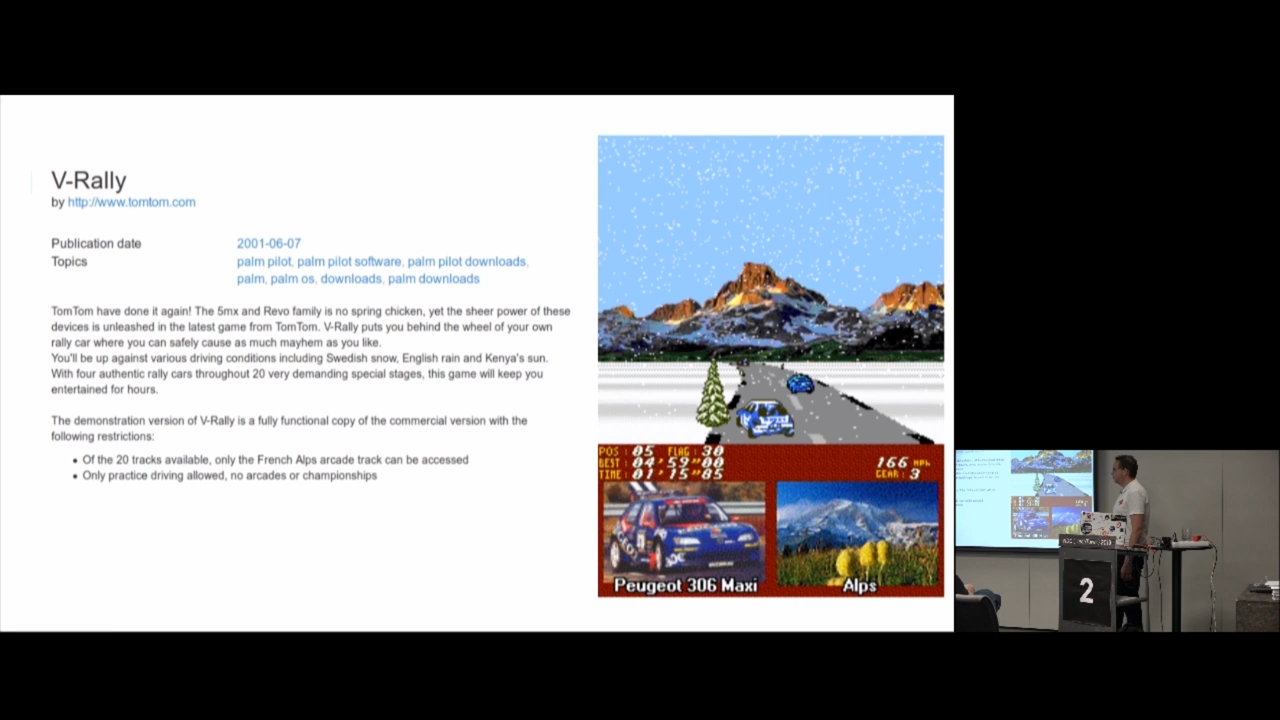 V-Rally
by http://www.tomtom.com
Publication date 2001-06-07
Topics palm pilot, palm pilot software, palm pilot downloads,
palm, palm os, downloads, palm downloads
TomTom have done it again! The 5mx and Revo family is no spring chicken, yet the sheer power of these
devices is unleashed in the latest game from TomTom. V-Rally puts you behind the wheel of your own
rally car where you can safely cause as much mayhem as you like.
You'll be up against various driving conditions including Swedish snow, English rain and Kenya's sun.
With four authentic rally cars throughout 20 very demanding special stages, this game will keep you
entertained for hours.
The demonstration version of V-Rally is a fully functional copy of the commercial version with the
following restrictions:
• Of the 20 tracks available, only the French Alps arcade track can be accessed
• Only practice driving allowed, no arcades or championships
POS : 05 FLAG : 30
BEST : 04'59"00
TIME : 01'15"85
166 MPH
GEAR : 3
Peugeot 306 Maxi
Alps
2